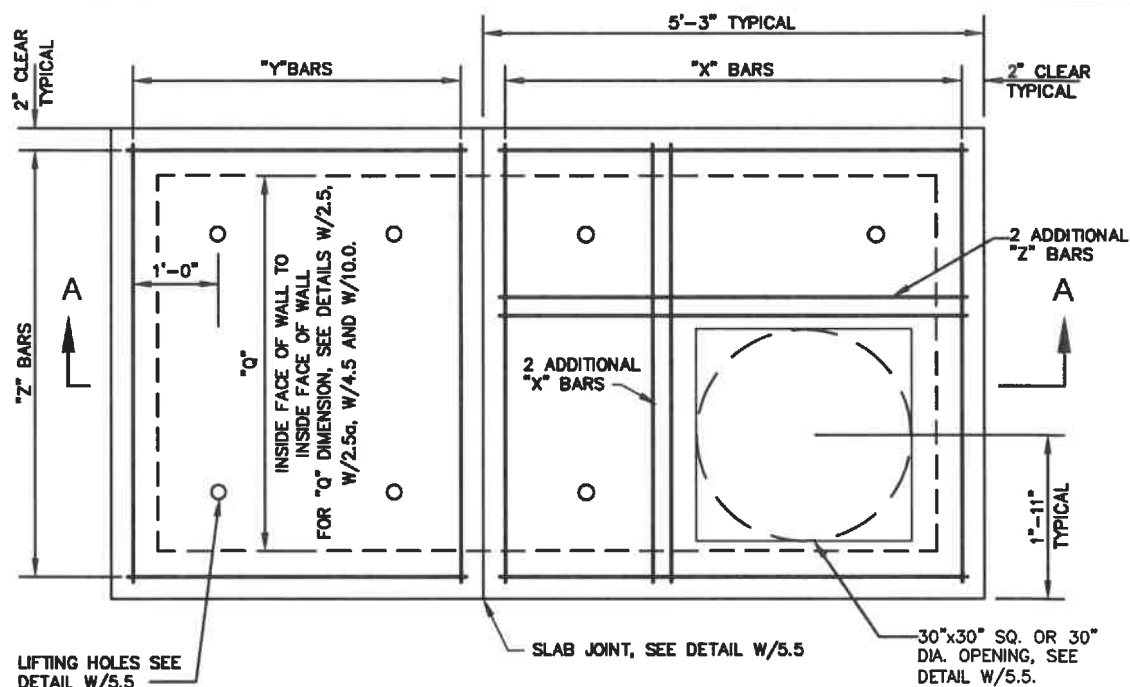 5'-3" TYPICAL
2" CLEAR
TYPICAL
"Y"BARS
"X" BARS
2" CLEAR
TYPICAL
"Z" BARS
A
1'-0"
"Q"
INSIDE FACE OF WALL TO
INSIDE FACE OF WALL
FOR "Q" DIMENSION, SEE DETAILS W/2.5,
W/2.5a, W/4.5 AND W/10.0.
2 ADDITIONAL
"X" BARS
2 ADDITIONAL
"Z" BARS
A
1'-11"
TYPICAL
LIFTING HOLES SEE
DETAIL W/5.5
SLAB JOINT, SEE DETAIL W/5.5
30"x30" SQ. OR 30"
DIA. OPENING, SEE
DETAIL W/5.5.